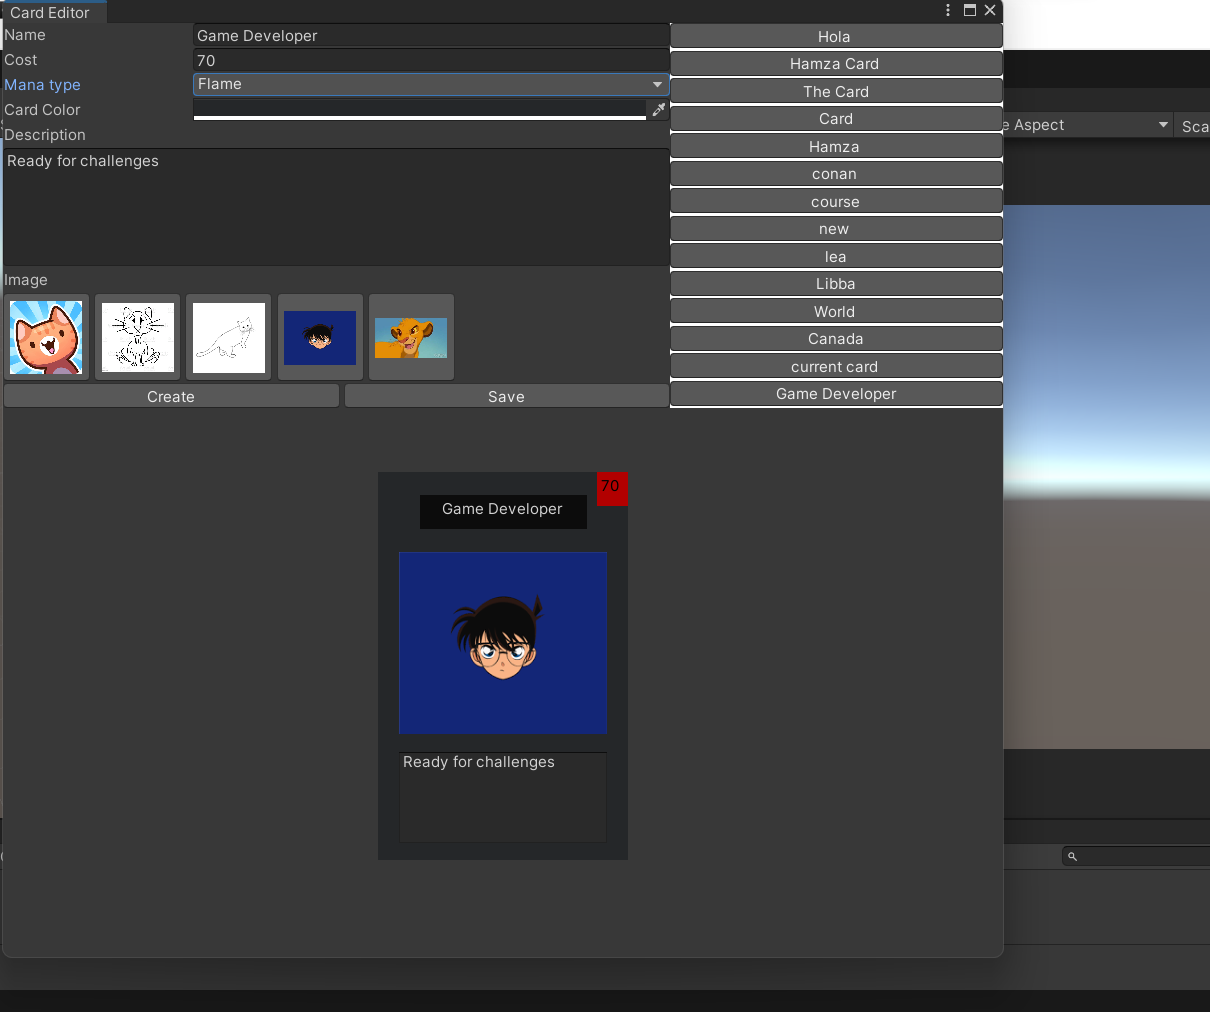 Card Editor
Name
Game Developer
Cost
70
Mana type
Flame
Card Color
Description
Ready for challenges
Image
Create
Save
Hola
Hamza Card
The Card
Card
Hamza
conan
course
new
lea
Libba
World
Canada
current card
Game Developer
Aspect
70
Game Developer
Ready for challenges